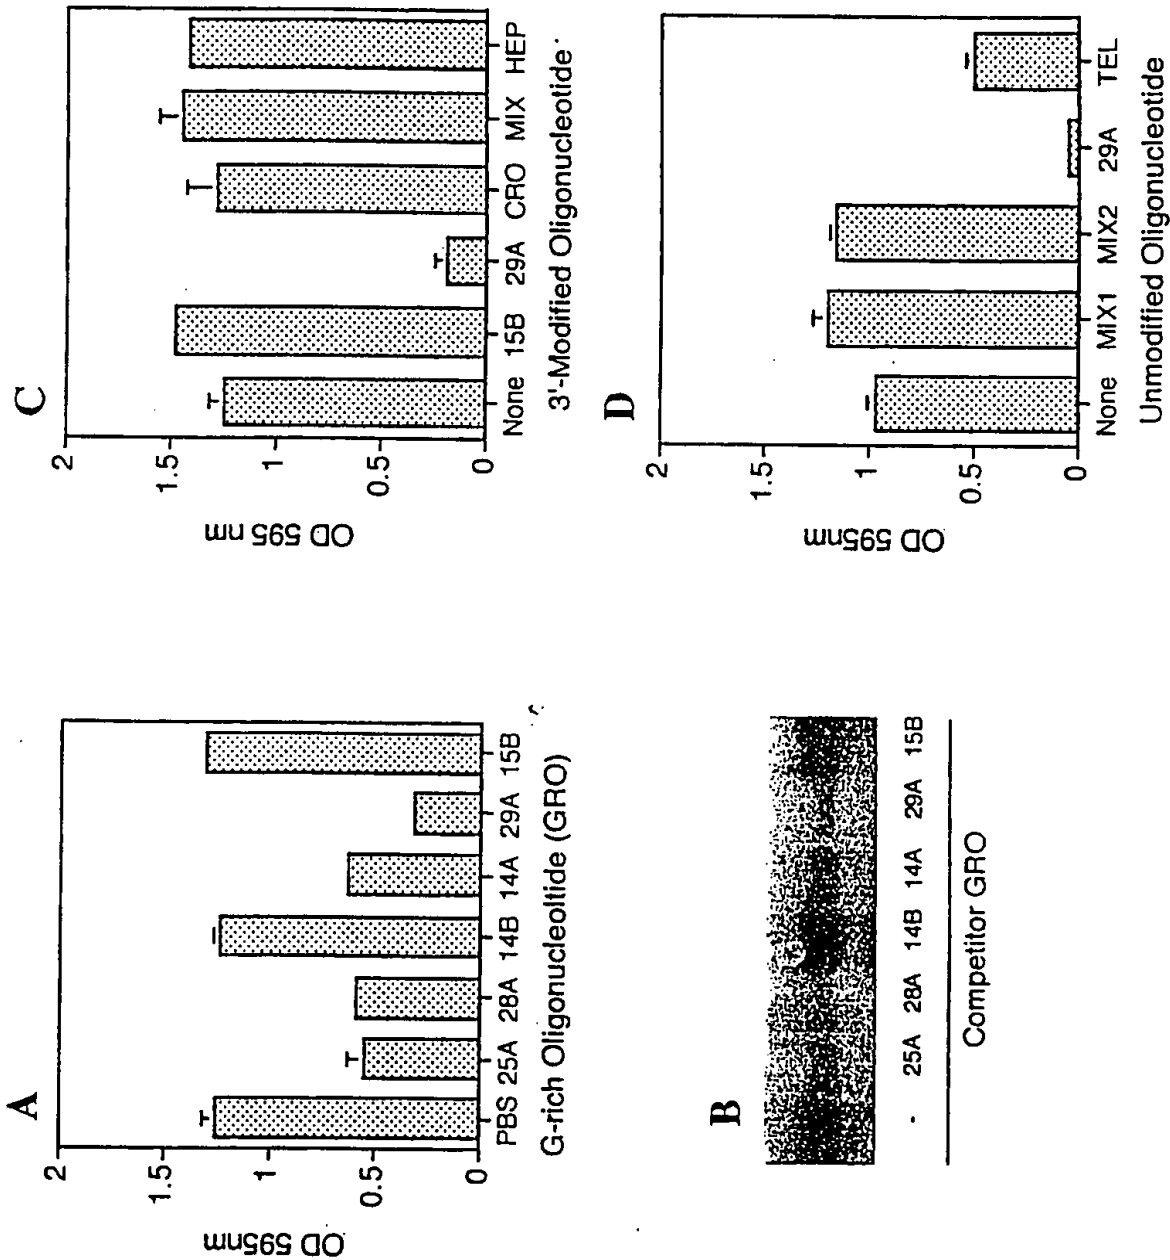 A
OD 595nm
2
1.5
1
0.5
0
PBS 25A 28A 14B 14A 29A 15B
G-rich Oligonucleoltide (GRO)
B
- 25A 28A 14B 14A 29A 15B
Competitor GRO
C
OD 595 nm
2
1.5
1
0.5
0
None 15B 29A CRO MIX HEP
3'-Modified Oligonucleotide
D
OD 595nm
2
1.5
1
0.5
0
None MIX1 MIX2 29A TEL
Unmodified Oligonucleotide